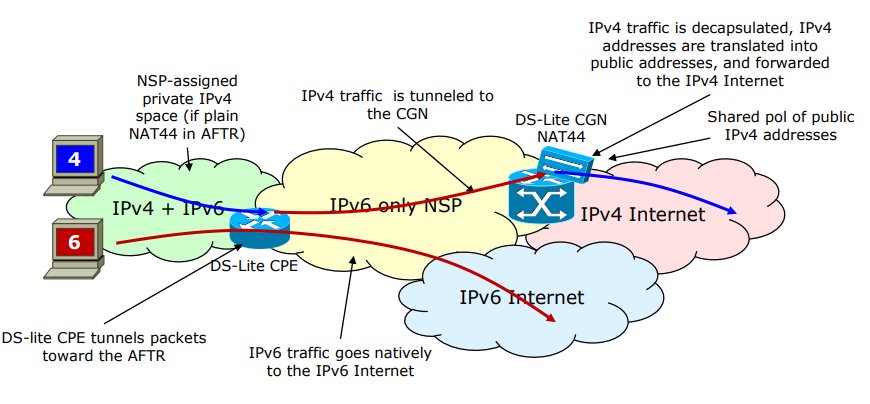 IPv4 traffic is decapsulated, IPv4
addresses are translated into
public addresses, and forwarded
to the IPv4 Internet
NSP-assigned
private IPv4
space (if plain
NAT44 in AFTR)
IPv4 traffic  is tunneled to
the CGN
DS-Lite CGN
NAT44
Shared pol of public
IPv4 addresses
4
IPv4 + IPv6
IPv6 only NSP
IPv4 Internet
6
DS-Lite CPE
IPv6 Internet
DS-lite CPE tunnels packets
toward the AFTR
IPv6 traffic goes natively
to the IPv6 Internet